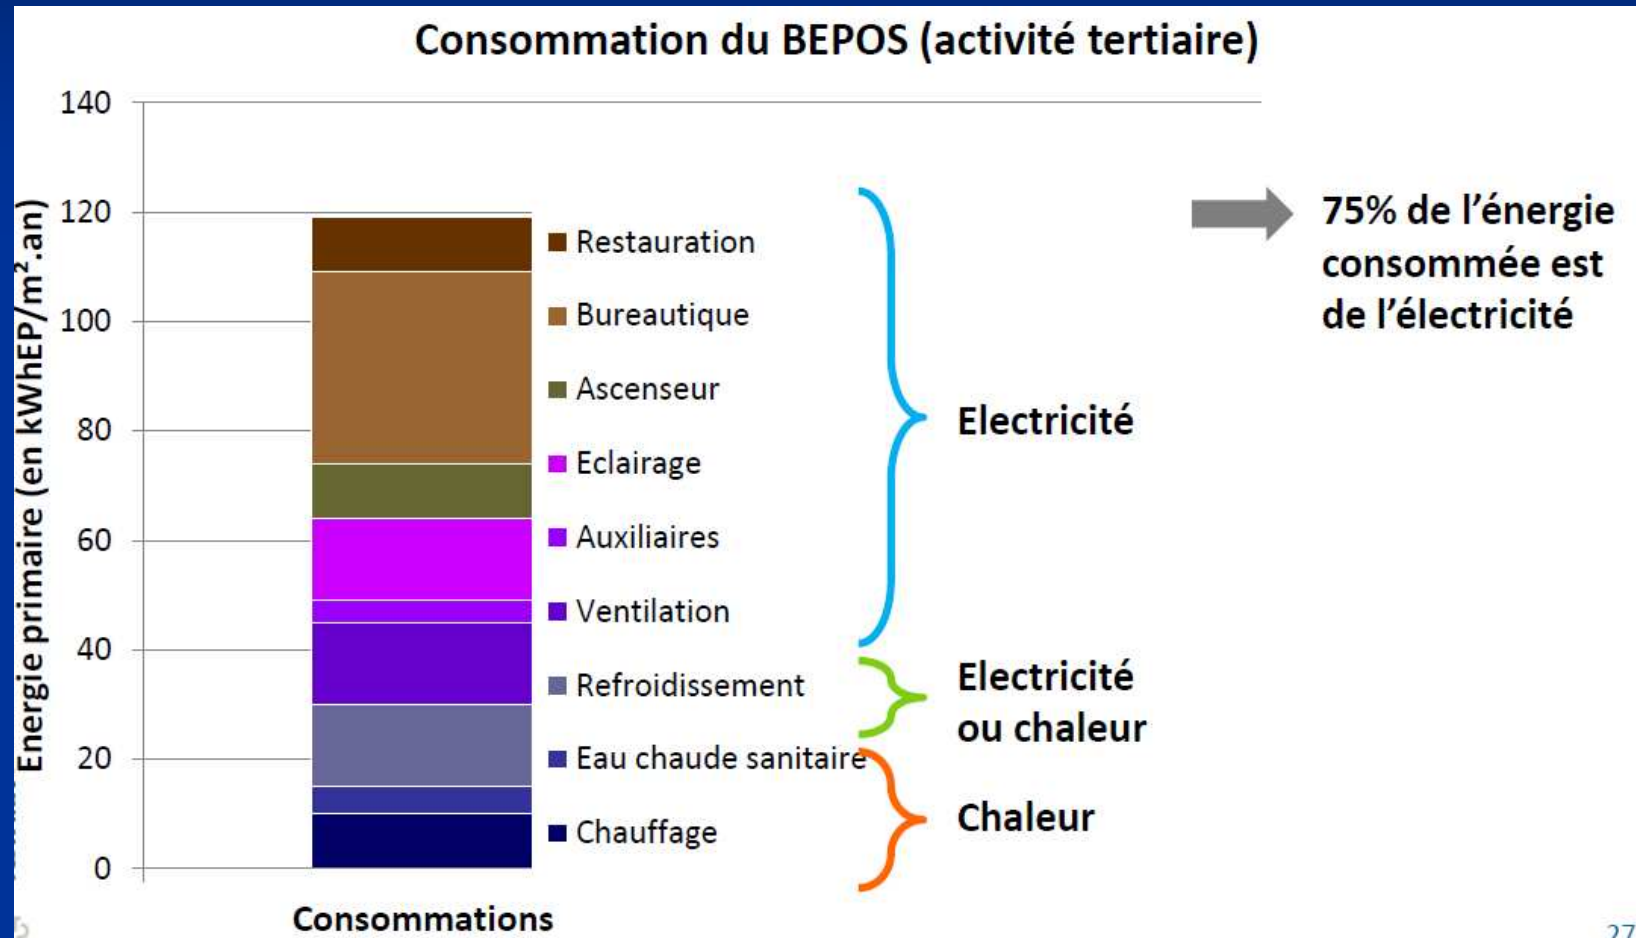 Consommation du BEPOS (activité tertiaire)
Energie primaire (en kWhEP/m².an)
140
120
100
80
60
40
20
0
Restauration
Bureautique
Ascenseur
Eclairage
Auxiliaires
Ventilation
Refroidissement
Eau chaude sanitaire
Chauffage
Electricité
Electricité
ou chaleur
Chaleur
75% de l’énergie
consommée est
de l’électricité
Consommations
27